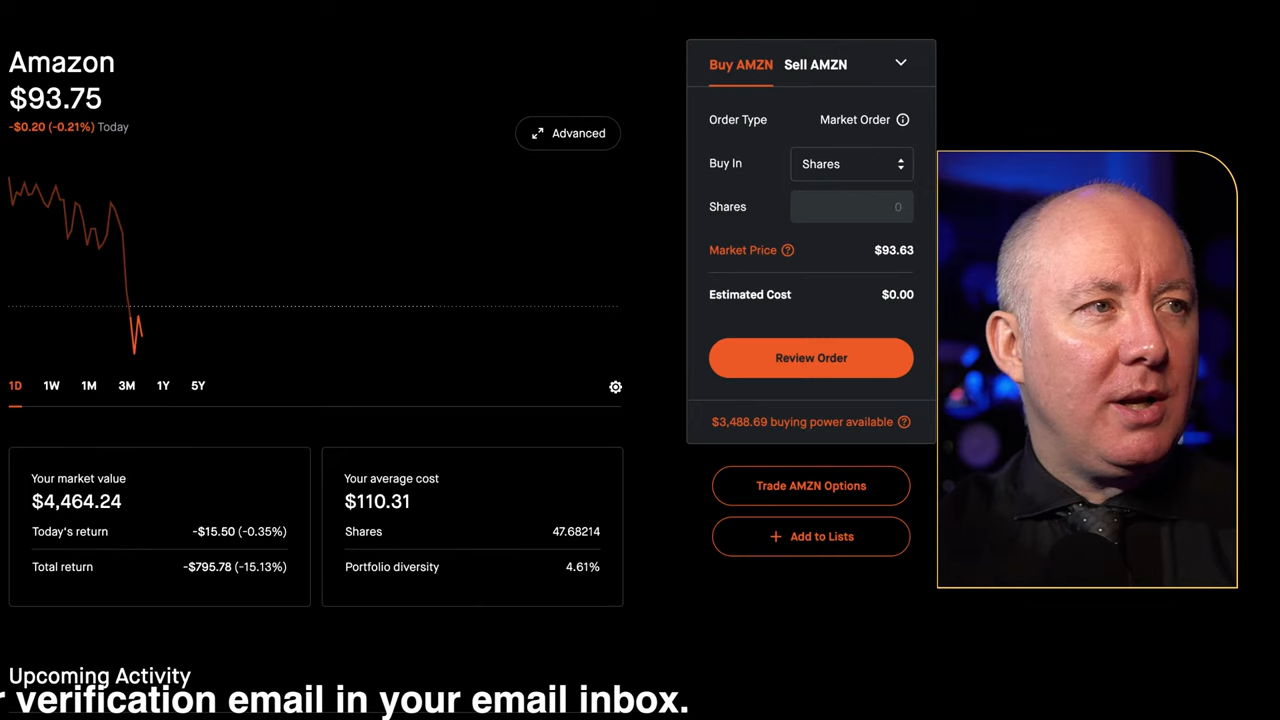 Amazon
$93.75
-$0.20 (-0.21%) Today
Advanced
1D 1W 1M 3M 1Y 5Y
Your market value
$4,464.24
Today's return -$15.50 (-0.35%)
Total return -$795.78 (-15.13%)
Your average cost
$110.31
Shares 47.68214
Portfolio diversity 4.61%
Buy AMZN Sell AMZN
Order Type Market Order
Buy In Shares
Shares 0
Market Price $93.63
Estimated Cost $0.00
Review Order
$3,488.69 buying power available
Trade AMZN Options
+ Add to Lists
Upcoming Activity
verification email in your email inbox.